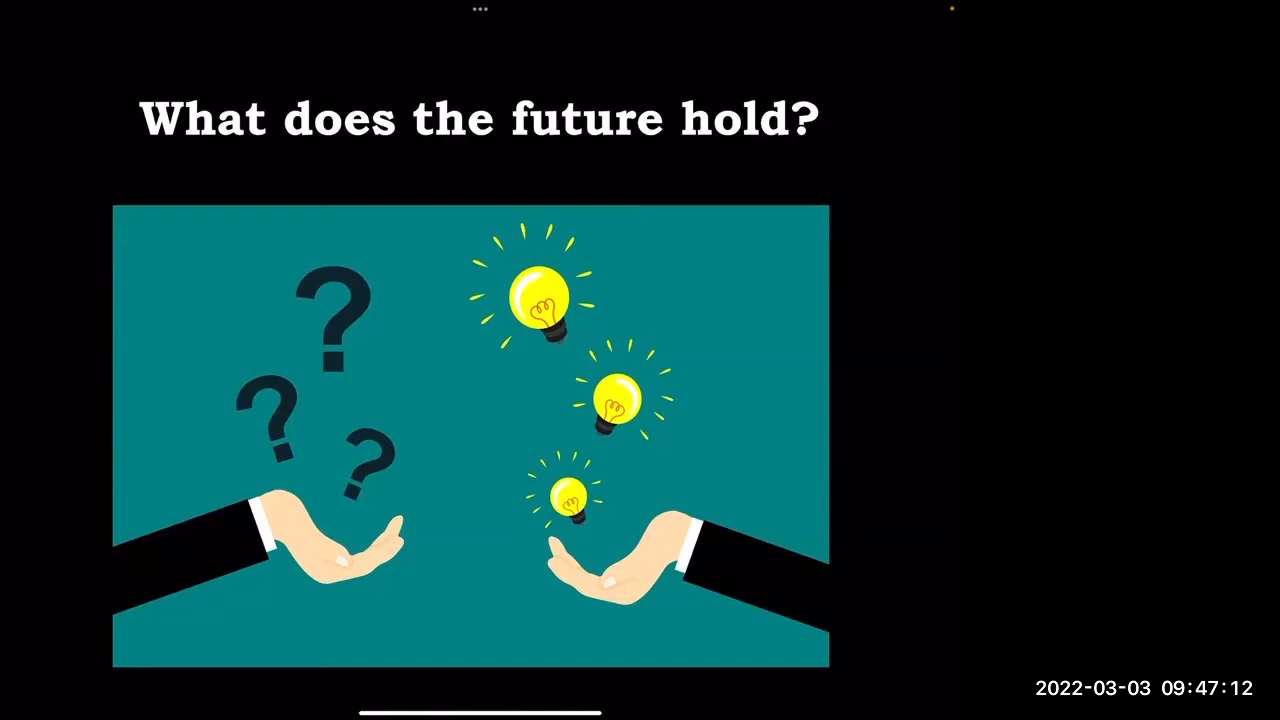 What does the future hold?
? 
? 
?
2022-03-03 09:47:12